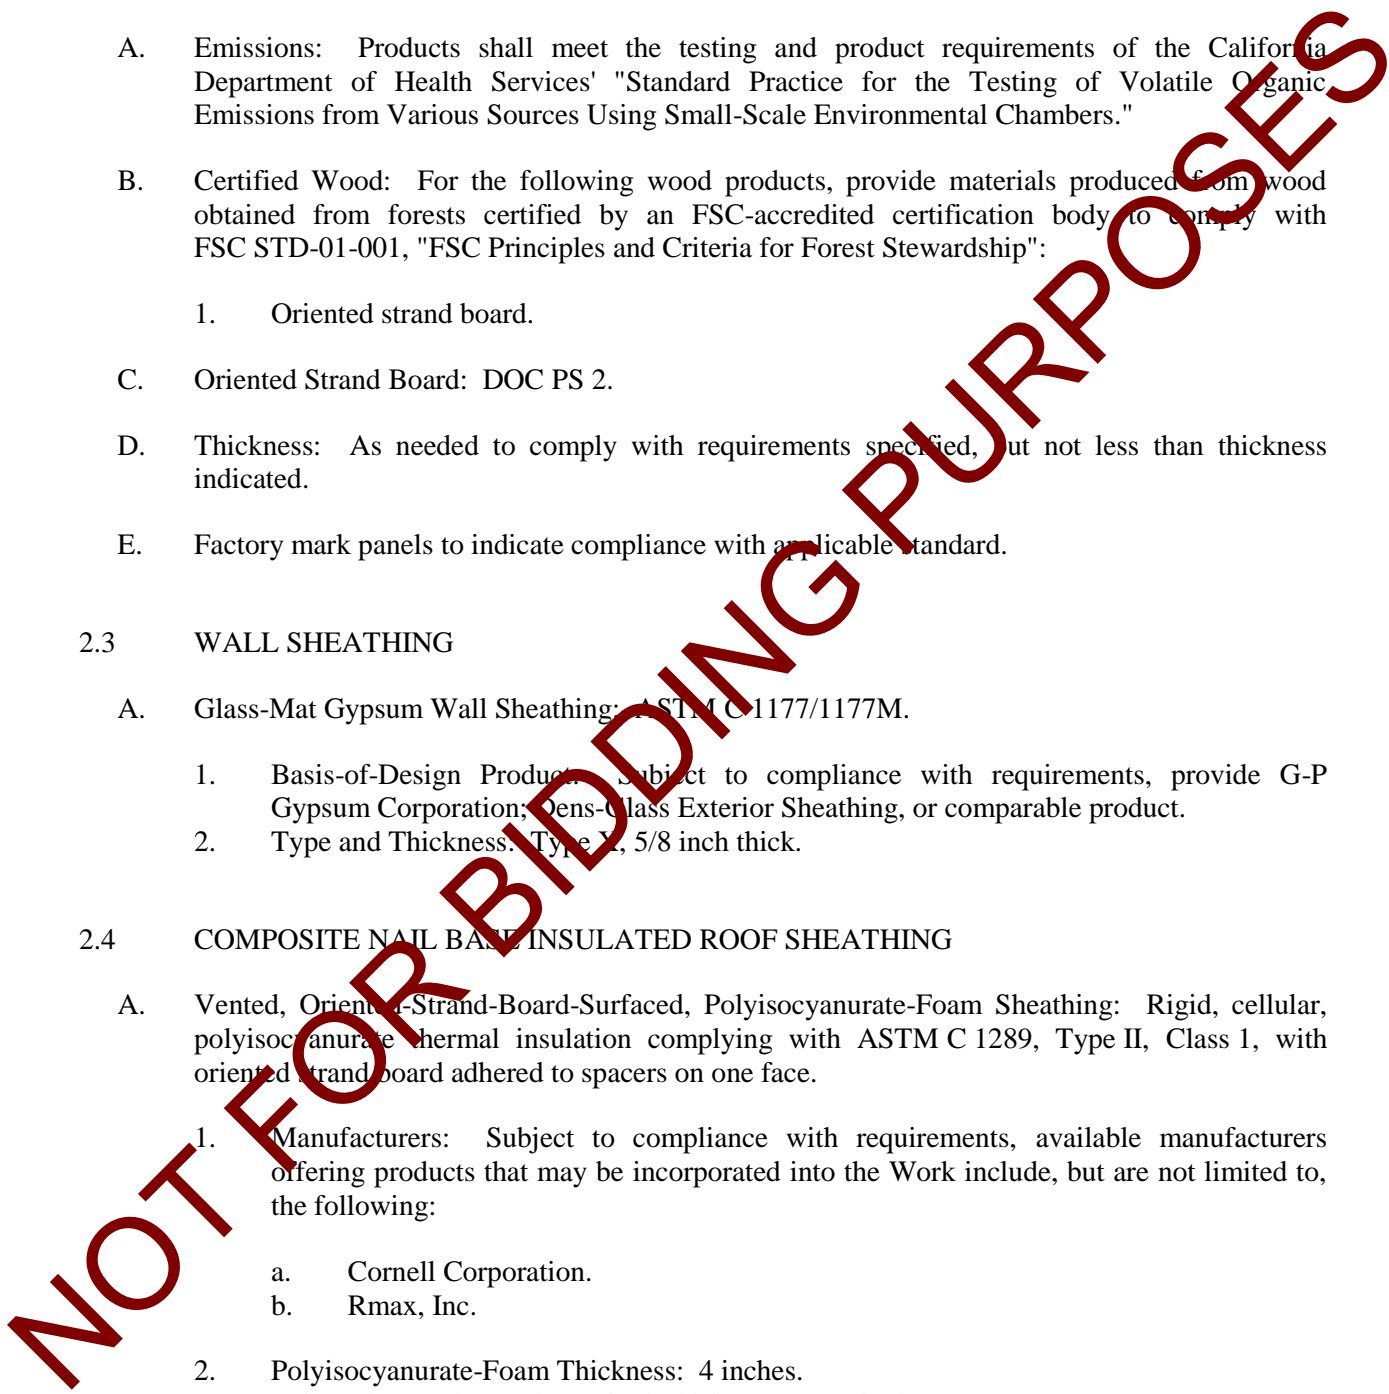 A. Emissions: Products shall meet the testing and product requirements of the California
Department of Health Services' "Standard Practice for the Testing of Volatile Organic
Emissions from Various Sources Using Small-Scale Environmental Chambers."
B. Certified Wood: For the following wood products, provide materials produced from wood
obtained from forests certified by an FSC-accredited certification body to comply with
FSC STD-01-001, "FSC Principles and Criteria for Forest Stewardship":
1. Oriented strand board.
C. Oriented Strand Board: DOC PS 2.
D. Thickness: As needed to comply with requirements specified, but not less than thickness
indicated.
E. Factory mark panels to indicate compliance with applicable standard.
2.3 WALL SHEATHING
A. Glass-Mat Gypsum Wall Sheathing: ASTM C 1177/1177M.
1. Basis-of-Design Product: Subject to compliance with requirements, provide G-P
Gypsum Corporation; Dens-Glass Exterior Sheathing, or comparable product.
2. Type and Thickness: Type X, 5/8 inch thick.
2.4 COMPOSITE NAIL BASE INSULATED ROOF SHEATHING
A. Vented, Oriented-Strand-Board-Surfaced, Polyisocyanurate-Foam Sheathing: Rigid, cellular,
polyisocyanurate thermal insulation complying with ASTM C 1289, Type II, Class 1, with
oriented strand board adhered to spacers on one face.
1. Manufacturers: Subject to compliance with requirements, available manufacturers
offering products that may be incorporated into the Work include, but are not limited to,
the following:
a. Cornell Corporation.
b. Rmax, Inc.
2. Polyisocyanurate-Foam Thickness: 4 inches.
NOT FOR BIDDING PURPOSES